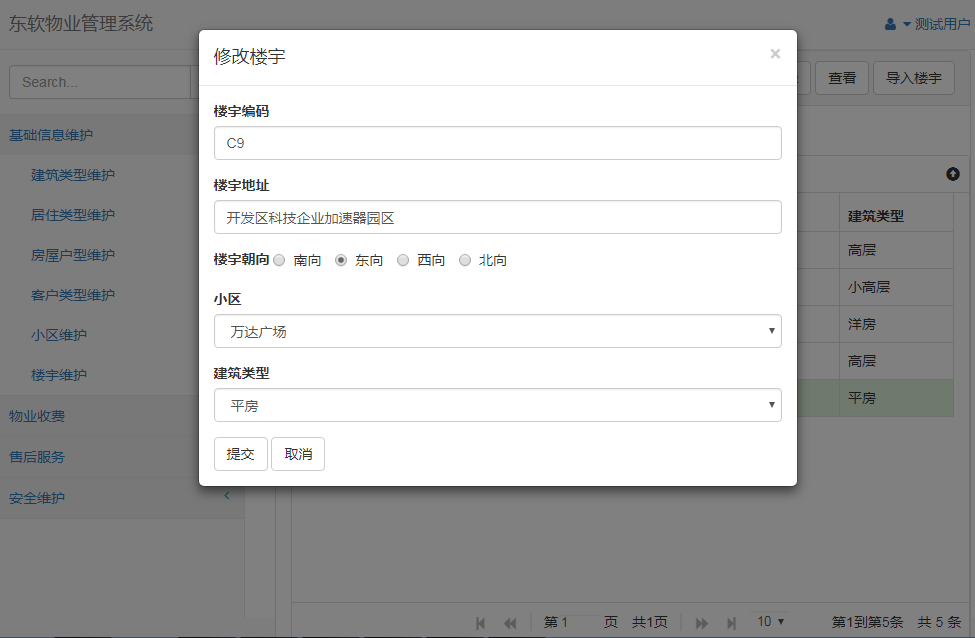 东软物业管理系统
测试用户
Search...
查看
导入楼宇
基础信息维护
建筑类型维护
居住类型维护
房屋户型维护
客户类型维护
小区维护
楼宇维护
物业收费
售后服务
安全维护
修改楼宇
×
楼宇编码
C9
楼宇地址
开发区科技企业加速器园区
楼宇朝向 南向 东向 西向 北向
小区
万达广场
建筑类型
平房
提交 取消
建筑类型
高层
小高层
洋房
高层
平房
第 1 页 共1页 10 第1到第5条 共 5 条